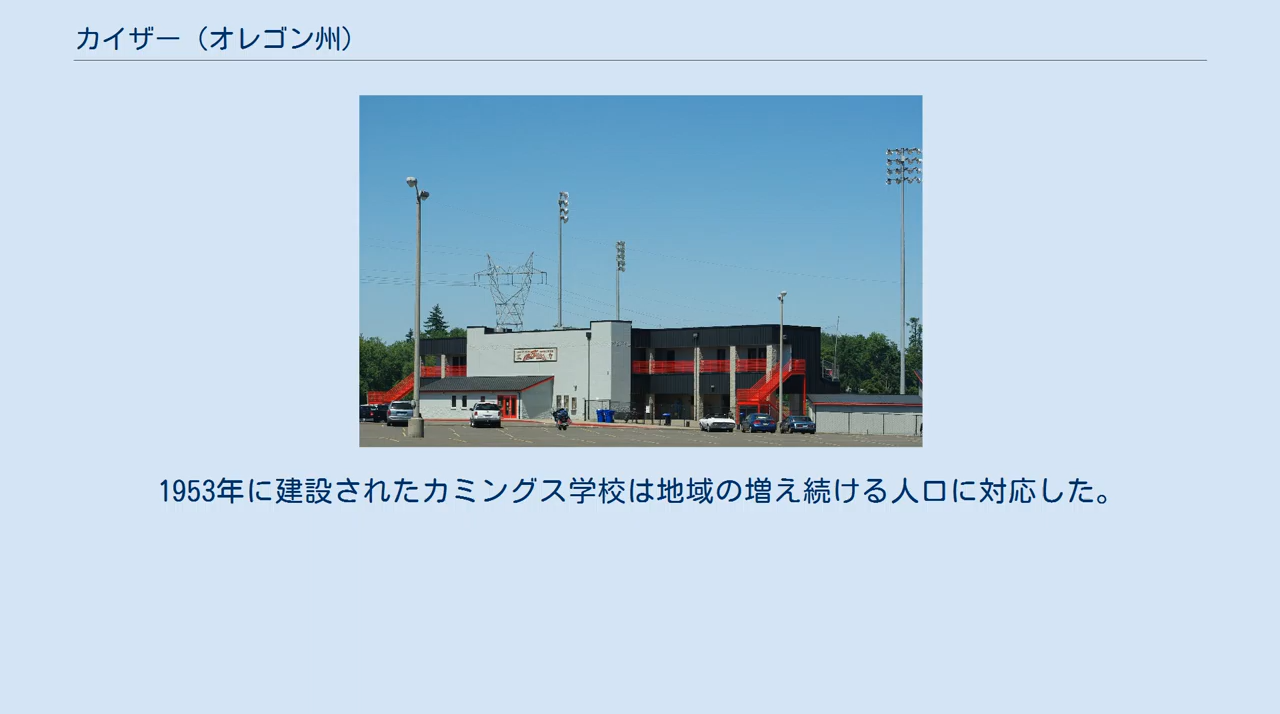 カイザー（オレゴン州）
1953年に建設されたカミングス学校は地域の増え続ける人口に対応した。